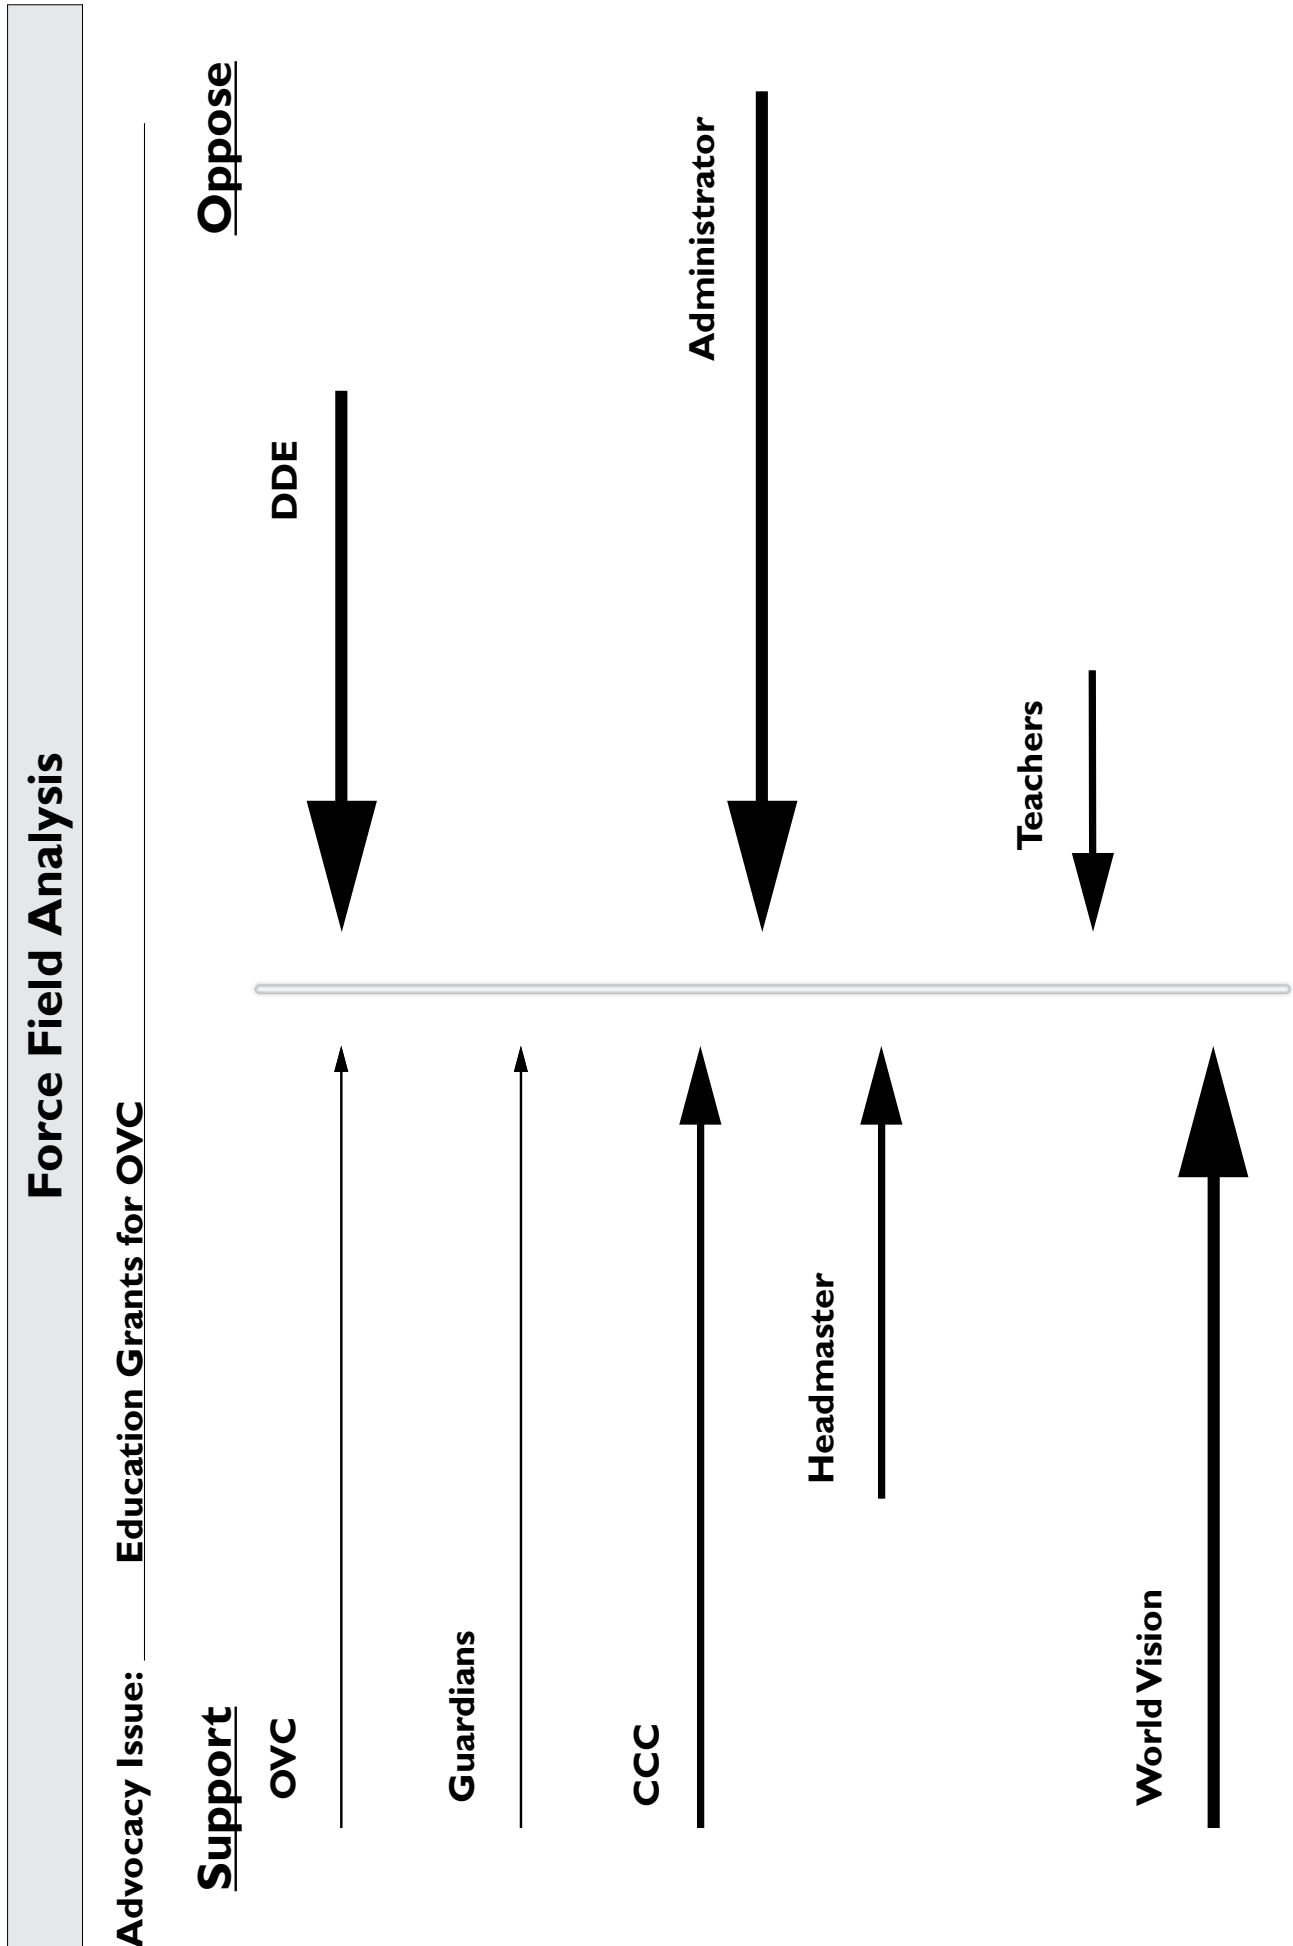 Force Field Analysis
Advocacy Issue: Education Grants for OVC
Support
Oppose
OVC
DDE
Guardians
CCC
Administrator
Headmaster
Teachers
World Vision